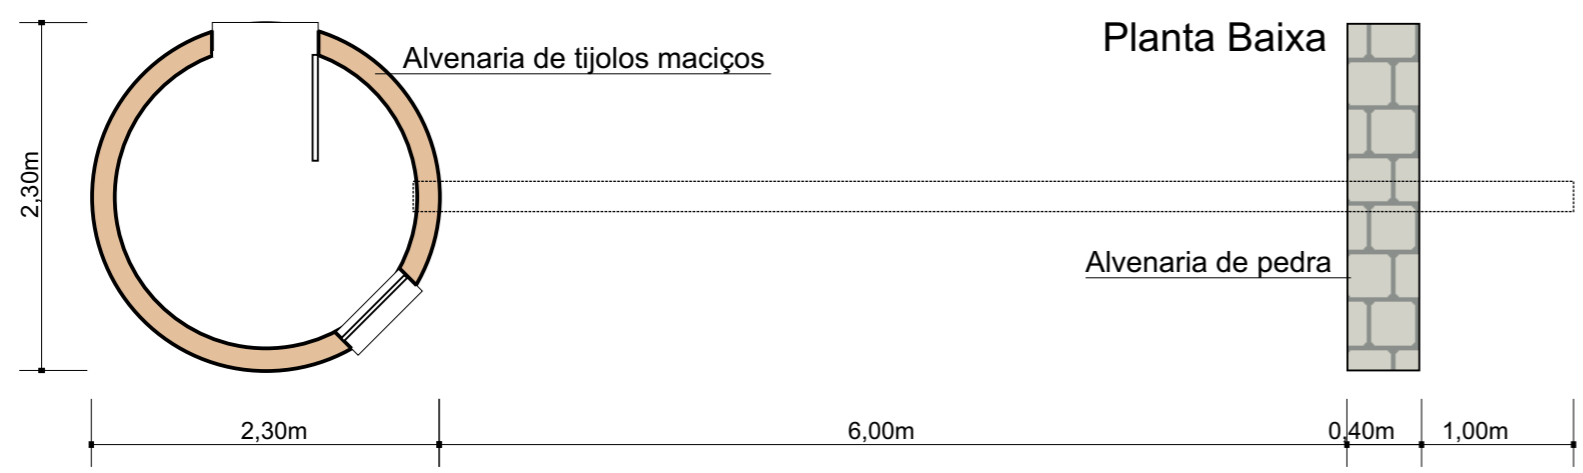 Planta Baixa
Alvenaria de tijolos maciços
2,30m
Alvenaria de pedra
2,30m
6,00m
0,40m
1,00m